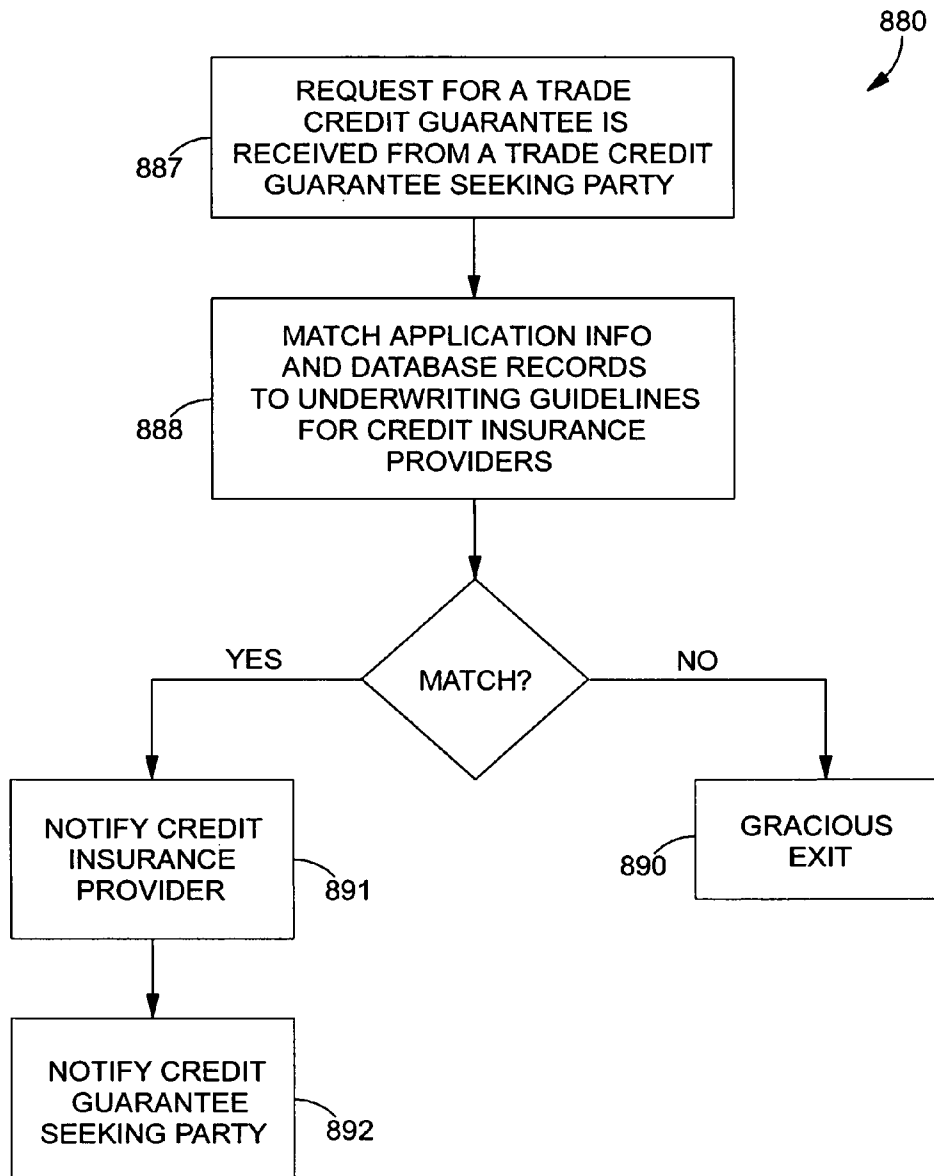 880
REQUEST FOR A TRADE
CREDIT GUARANTEE IS
RECEIVED FROM A TRADE CREDIT
GUARANTEE SEEKING PARTY
887
MATCH APPLICATION INFO
AND DATABASE RECORDS
TO UNDERWRITING GUIDELINES
FOR CREDIT INSURANCE
PROVIDERS
888
YES
MATCH?
NO
NOTIFY CREDIT
INSURANCE
PROVIDER
891
GRACIOUS
EXIT
890
NOTIFY CREDIT
GUARANTEE
SEEKING PARTY
892